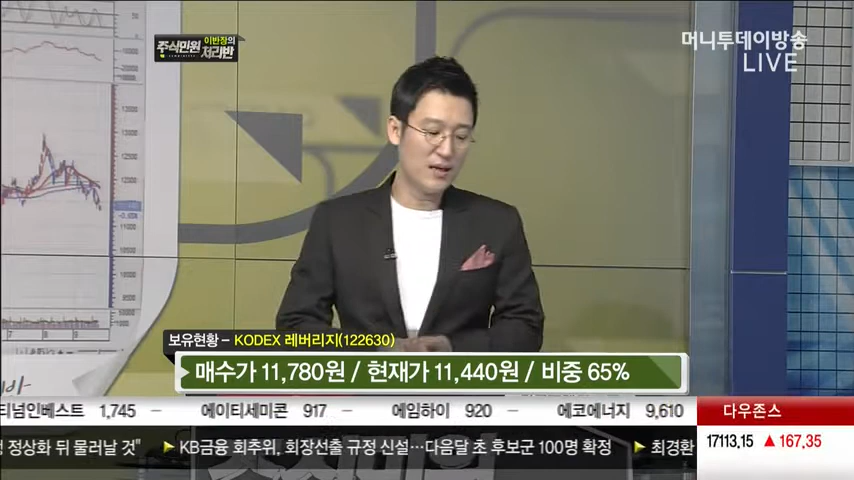 주식민원
이반장의
처리반
머니투데이방송
LIVE
보유현황 – KODEX 레버리지(122630)
매수가 11,780원 / 현재가 11,440원 / 비중 65%
티넘인베스트 1,745 – 에이티세미콘 917 – 에임하이 920 – 에코에너지 9,610
다우존스
정상화 뒤 물러날 것" ▶ KB금융 회추위, 회장선출 규정 신설…다음달 초 후보군 100명 확정 ▶ 최경환
17113,15 ▲ 167,35